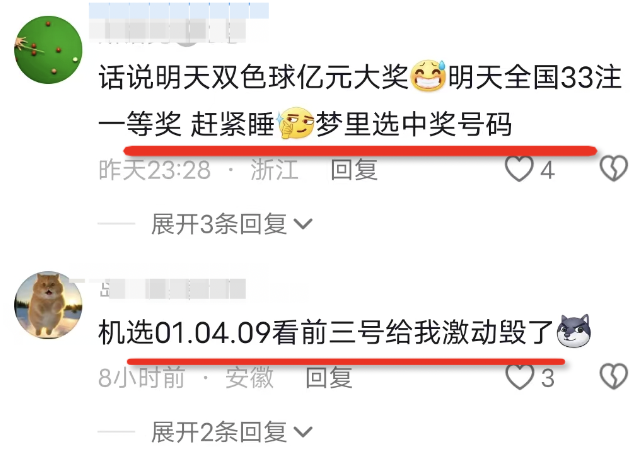 话说明天双色球亿元大奖😅明天全国33注
一等奖 赶紧睡 梦里选中奖号码
昨天23:28 · 浙江 回复 4
展开3条回复
机选01.04.09看前三号给我激动毁了
8小时前 · 安徽 回复 3
展开2条回复